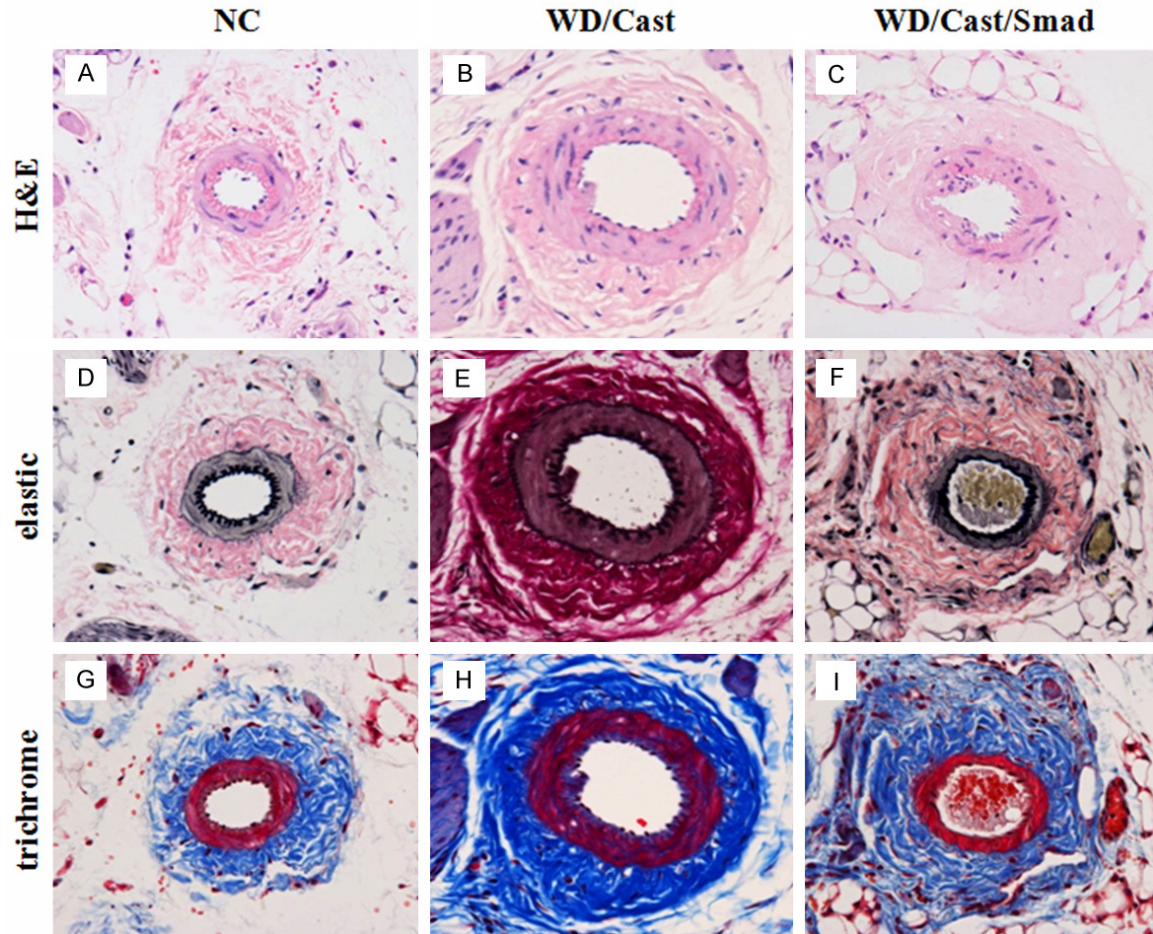 NC WD/Cast WD/Cast/Smad
H&E
A B C
elastic
D E F
trichrome
G H I